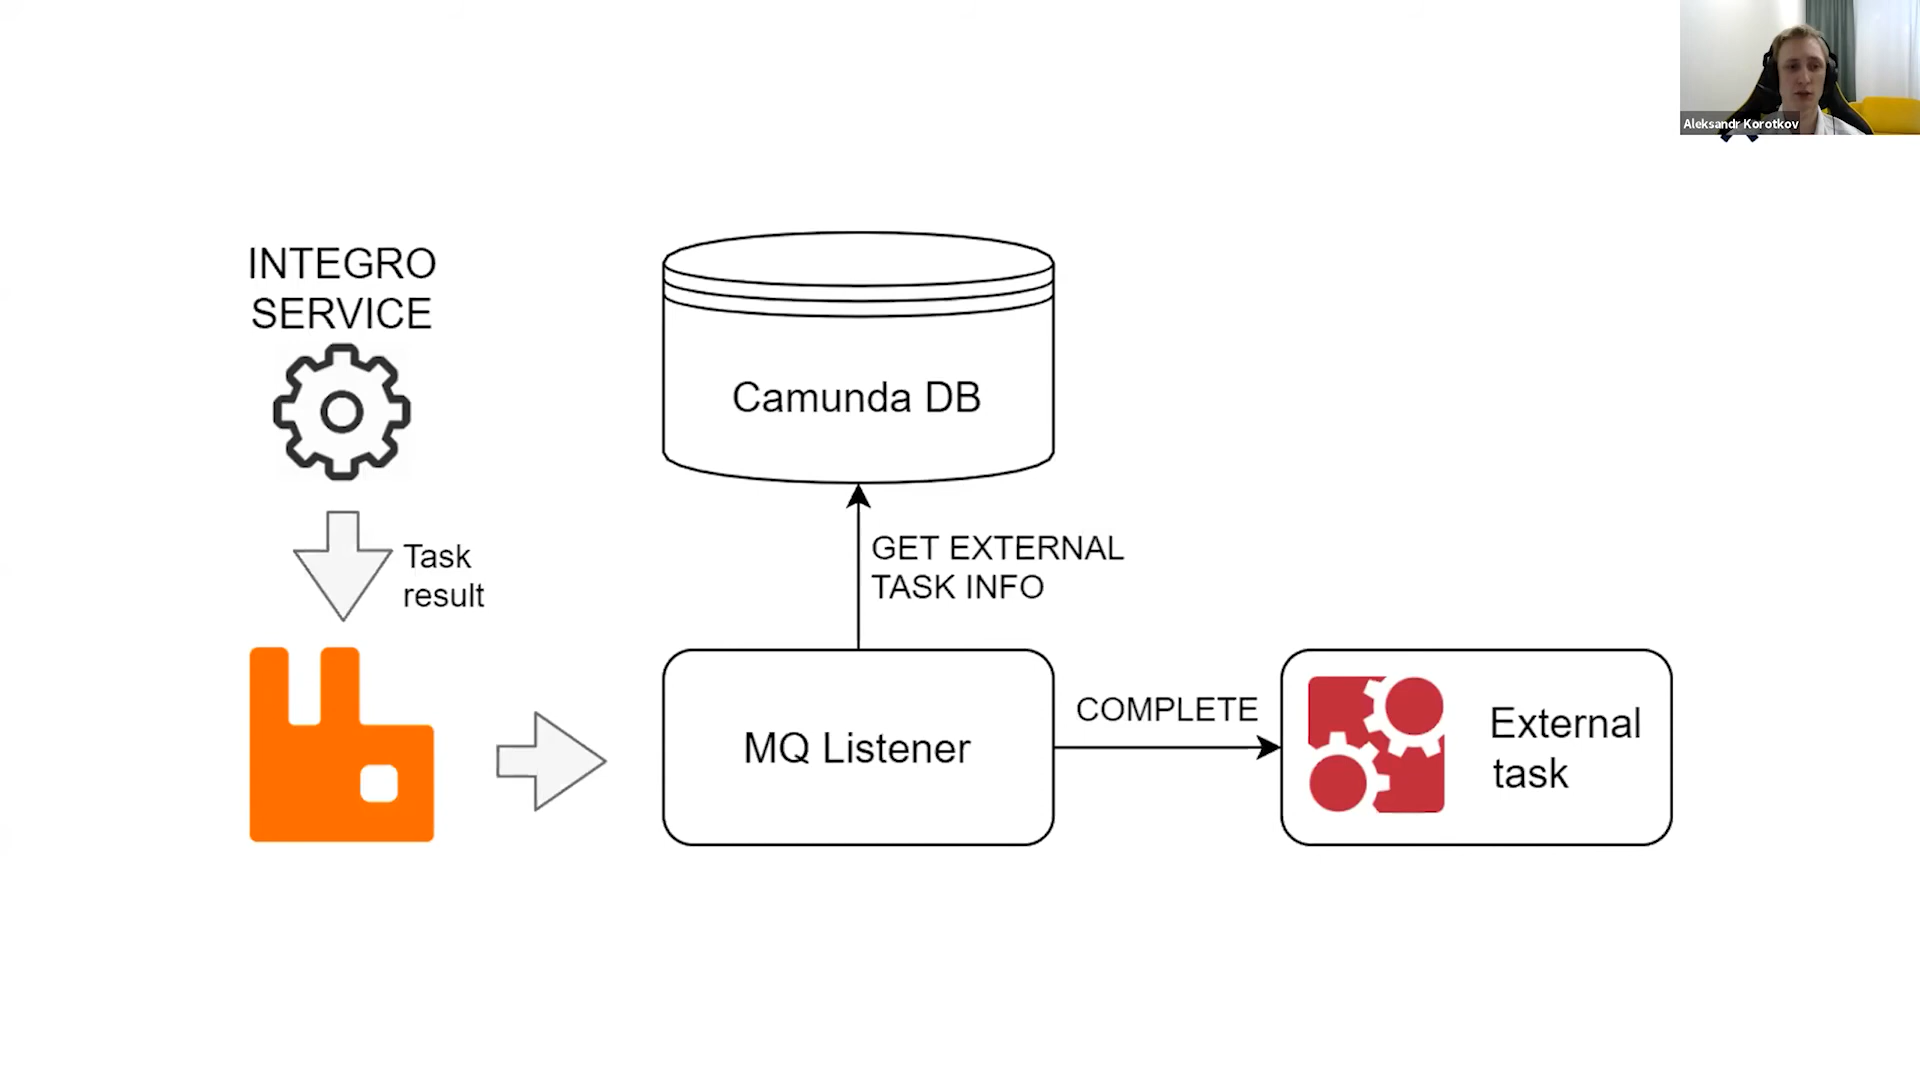 Aleksandr Korotkov
INTEGRO
SERVICE
Camunda DB
Task
result
GET EXTERNAL
TASK INFO
MQ Listener
COMPLETE
External
task